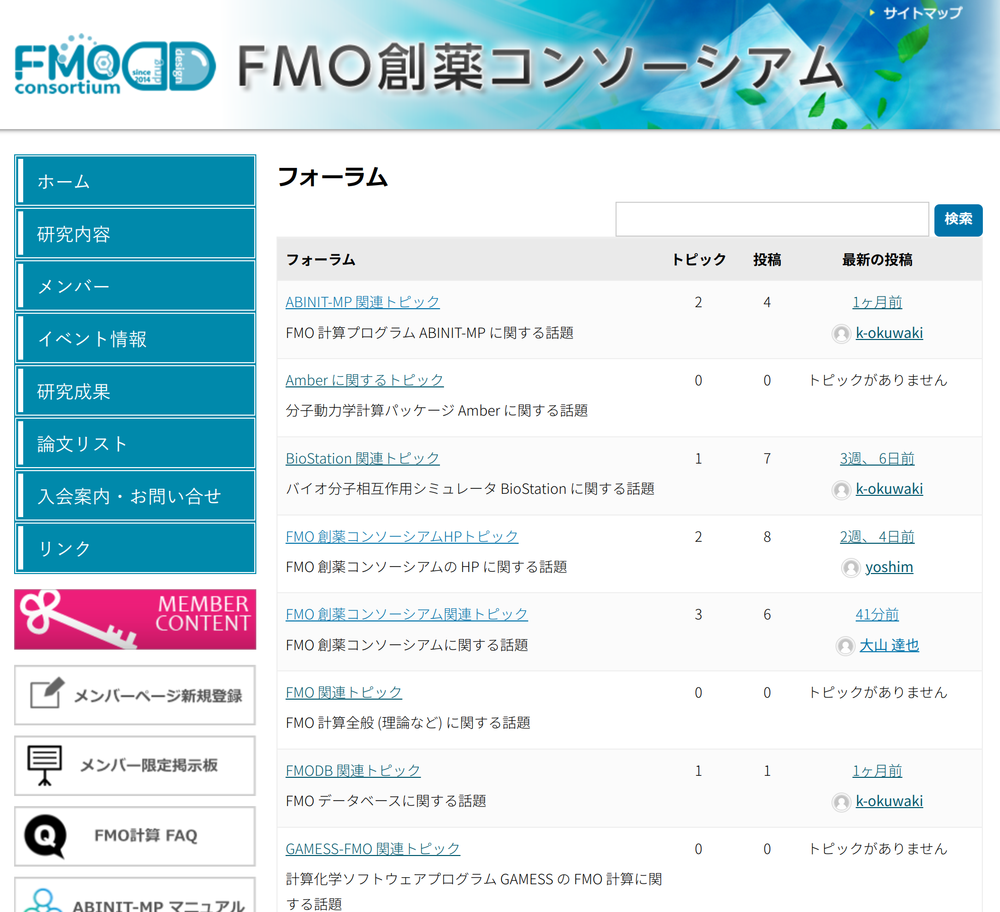 サイトマップ
FMO DD
since 2014 drug design
consortium
FMO創薬コンソーシアム
ホーム
研究内容
メンバー
イベント情報
研究成果
論文リスト
入会案内・お問い合せ
リンク
MEMBER
CONTENT
メンバーページ新規登録
メンバー限定掲示板
Q FMO計算 FAQ
ABINIT-MP マニュアル
フォーラム
検索
フォーラム トピック 投稿 最新の投稿
ABINIT-MP 関連トピック 2 4 1ヶ月前
FMO 計算プログラム ABINIT-MP に関する話題 k-okuwaki
Amber に関するトピック 0 0 トピックがありません
分子動力学計算パッケージ Amber に関する話題
BioStation 関連トピック 1 7 3週、 6日前
バイオ分子相互作用シミュレータ BioStation に関する話題 k-okuwaki
FMO 創薬コンソーシアムHPトピック 2 8 2週、 4日前
FMO 創薬コンソーシアムの HP に関する話題 yoshim
FMO 創薬コンソーシアム関連トピック 3 6 41分前
FMO 創薬コンソーシアムに関する話題 大山 達也
FMO 関連トピック 0 0 トピックがありません
FMO 計算全般 (理論など) に関する話題
FMODB 関連トピック 1 1 1ヶ月前
FMO データベースに関する話題 k-okuwaki
GAMESS-FMO 関連トピック 0 0 トピックがありません
計算化学ソフトウェアプログラム GAMESS の FMO 計算に関
する話題